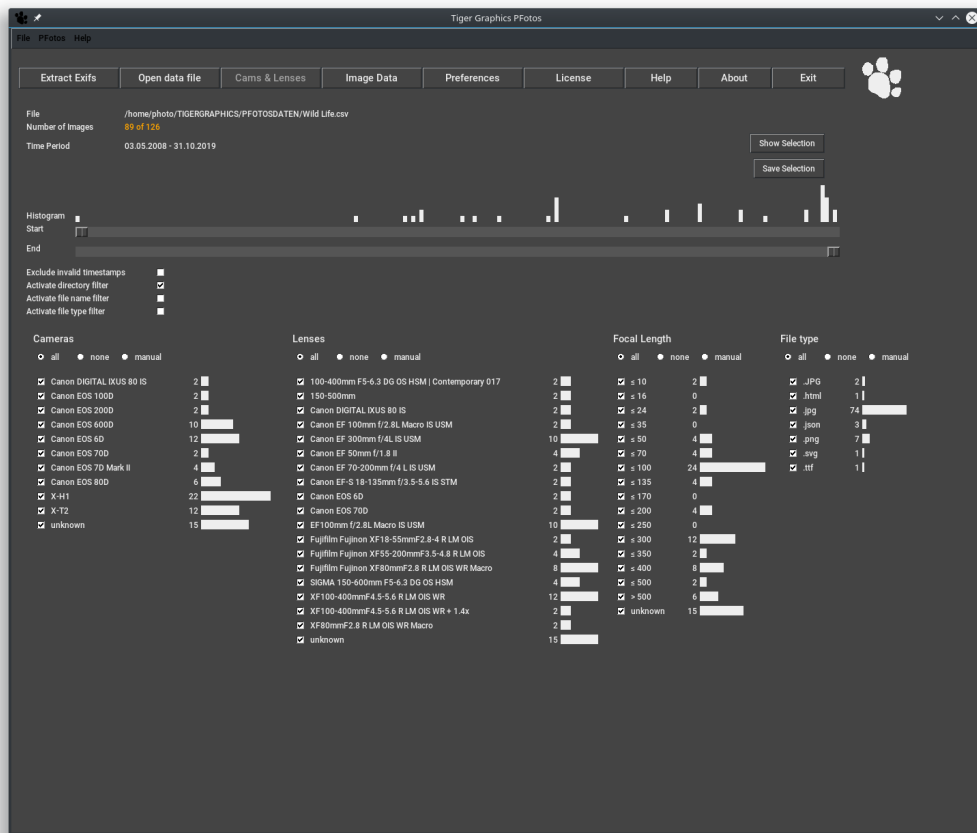 Tiger Graphics PFotos
File PFotos Help
Extract Exifs Open data file Cams & Lenses Image Data Preferences License Help About Exit
File /home/photo/TIGERGRAPHICS/PFOTOSDATEN/Wild Life.csv
Number of Images 89 of 126
Time Period 03.05.2008 - 31.10.2019
Show Selection
Save Selection
Histogram
Start
End
Exclude invalid timestamps
Activate directory filter
Activate file name filter
Activate file type filter
Cameras
all none manual
Canon DIGITAL IXUS 80 IS 2
Canon EOS 100D 2
Canon EOS 200D 2
Canon EOS 600D 10
Canon EOS 6D 12
Canon EOS 70D 2
Canon EOS 7D Mark II 4
Canon EOS 80D 6
X-H1 22
X-T2 12
unknown 15
Lenses
all none manual
100-400mm F5-6.3 DG OS HSM | Contemporary 017 2
150-500mm 2
Canon DIGITAL IXUS 80 IS 2
Canon EF 100mm f/2.8L Macro IS USM 2
Canon EF 300mm f/4L IS USM 10
Canon EF 50mm f/1.8 II 4
Canon EF 70-200mm f/4 L IS USM 2
Canon EF-S 18-135mm f/3.5-5.6 IS STM 2
Canon EOS 6D 2
Canon EOS 70D 2
EF100mm f/2.8L Macro IS USM 10
Fujifilm Fujinon XF18-55mmF2.8-4 R LM OIS 2
Fujifilm Fujinon XF55-200mmF3.5-4.8 R LM OIS 4
Fujifilm Fujinon XF80mmF2.8 R LM OIS WR Macro 8
SIGMA 150-600mm F5-6.3 DG OS HSM 4
XF100-400mmF4.5-5.6 R LM OIS WR 12
XF100-400mmF4.5-5.6 R LM OIS WR + 1.4x 2
XF80mmF2.8 R LM OIS WR Macro 2
unknown 15
Focal Length
all none manual
≤ 10 2
≤ 16 0
≤ 24 2
≤ 35 0
≤ 50 4
≤ 70 4
≤ 100 24
≤ 135 4
≤ 170 0
≤ 200 4
≤ 250 0
≤ 300 12
≤ 350 2
≤ 400 8
≤ 500 2
> 500 6
unknown 15
File type
all none manual
.JPG 2
.html 1
.jpg 74
.json 3
.png 7
.svg 1
.ttf 1